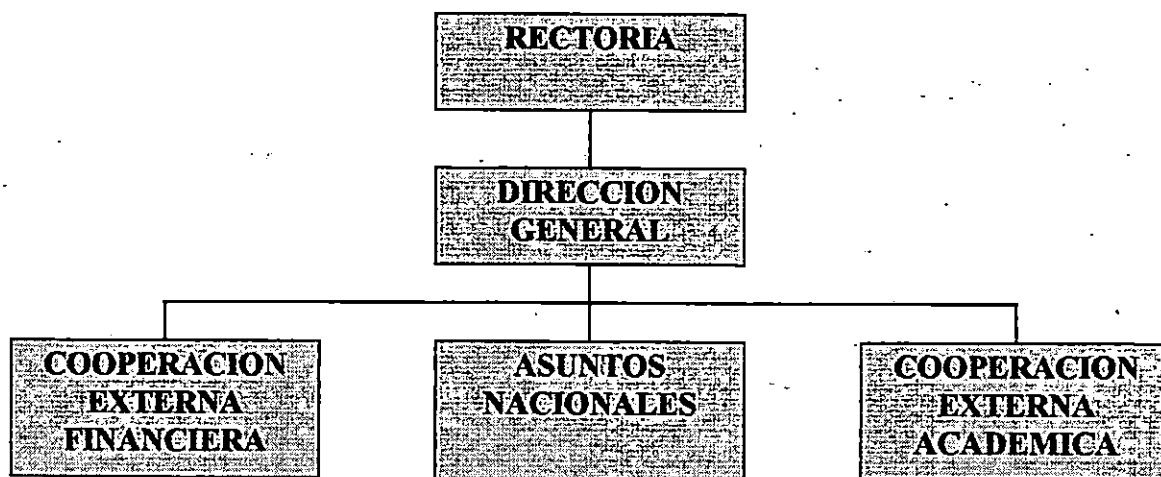 RECTORIA
DIRECCION
GENERAL
COOPERACION
EXTERNA
FINANCIERA
ASUNTOS
NACIONALES
COOPERACION
EXTERNA
ACADEMICA